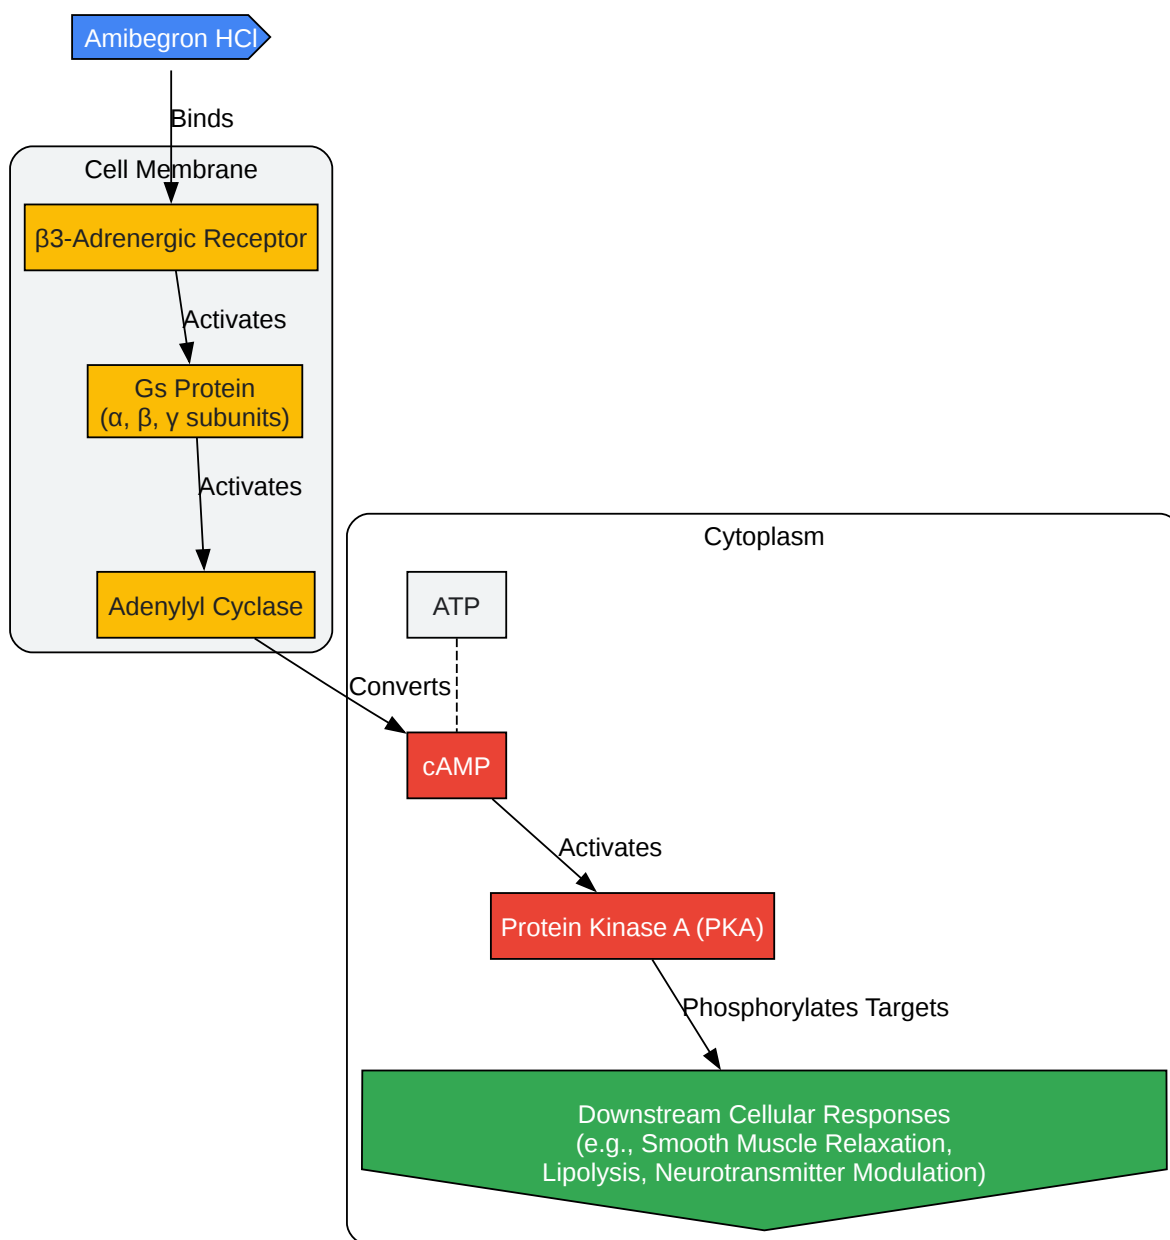 Amibegron HCl
Binds
Cell Membrane
β3-Adrenergic Receptor
Activates
Gs Protein
(α, β, γ subunits)
Activates
Adenylyl Cyclase
Cytoplasm
ATP
Converts
cAMP
Activates
Protein Kinase A (PKA)
Phosphorylates Targets
Downstream Cellular Responses
(e.g., Smooth Muscle Relaxation,
Lipolysis, Neurotransmitter Modulation)